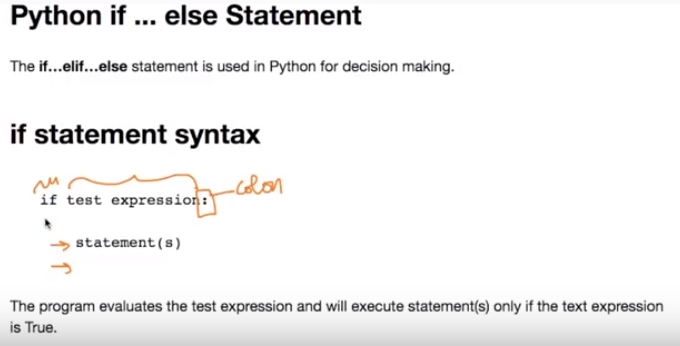 Python if ... else Statement
The if...elif...else statement is used in Python for decision making.
if statement syntax
if test expression: colon
statement(s)
The program evaluates the test expression and will execute statement(s) only if the text expression
is True.